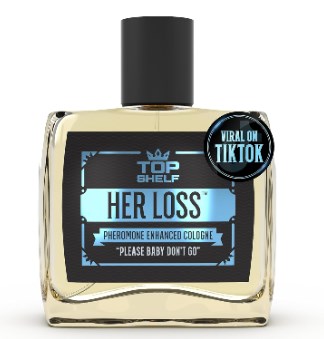 VIRAL ON
TIKTOK
TOP
SHELF
HER LOSS™
PHEROMONE ENHANCED COLOGNE
"PLEASE BABY DON'T GO"